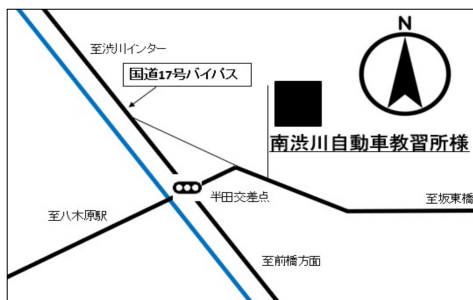 N
至渋川インター
国道17号バイパス
南渋川自動車教習所様
半田交差点
至坂東橋
至八木原駅
至前橋方面